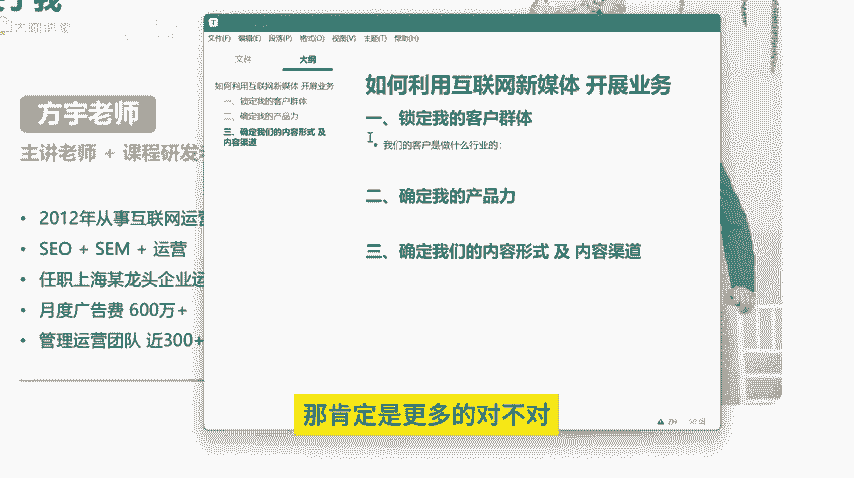 文件(F) 编辑(E) 段落(P) 格式(O) 视图(V) 主题(T) 帮助(H)
文件 大纲
如何利用互联网新媒体 开展业务
一、锁定我的客户群体
二、确定我的产品力
三、确定我们的内容形式 及
内容渠道
如何利用互联网新媒体 开展业务
一、锁定我的客户群体
我们的客户是做什么行业的：
二、确定我的产品力
三、确定我们的内容形式 及 内容渠道
方宇老师
主讲老师 + 课程研发
• 2012年从事互联网运营
• SEO + SEM + 运营
• 任职上海某龙头企业运
• 月度广告费 600万+
• 管理运营团队 近300+
那肯定是更多的对不对